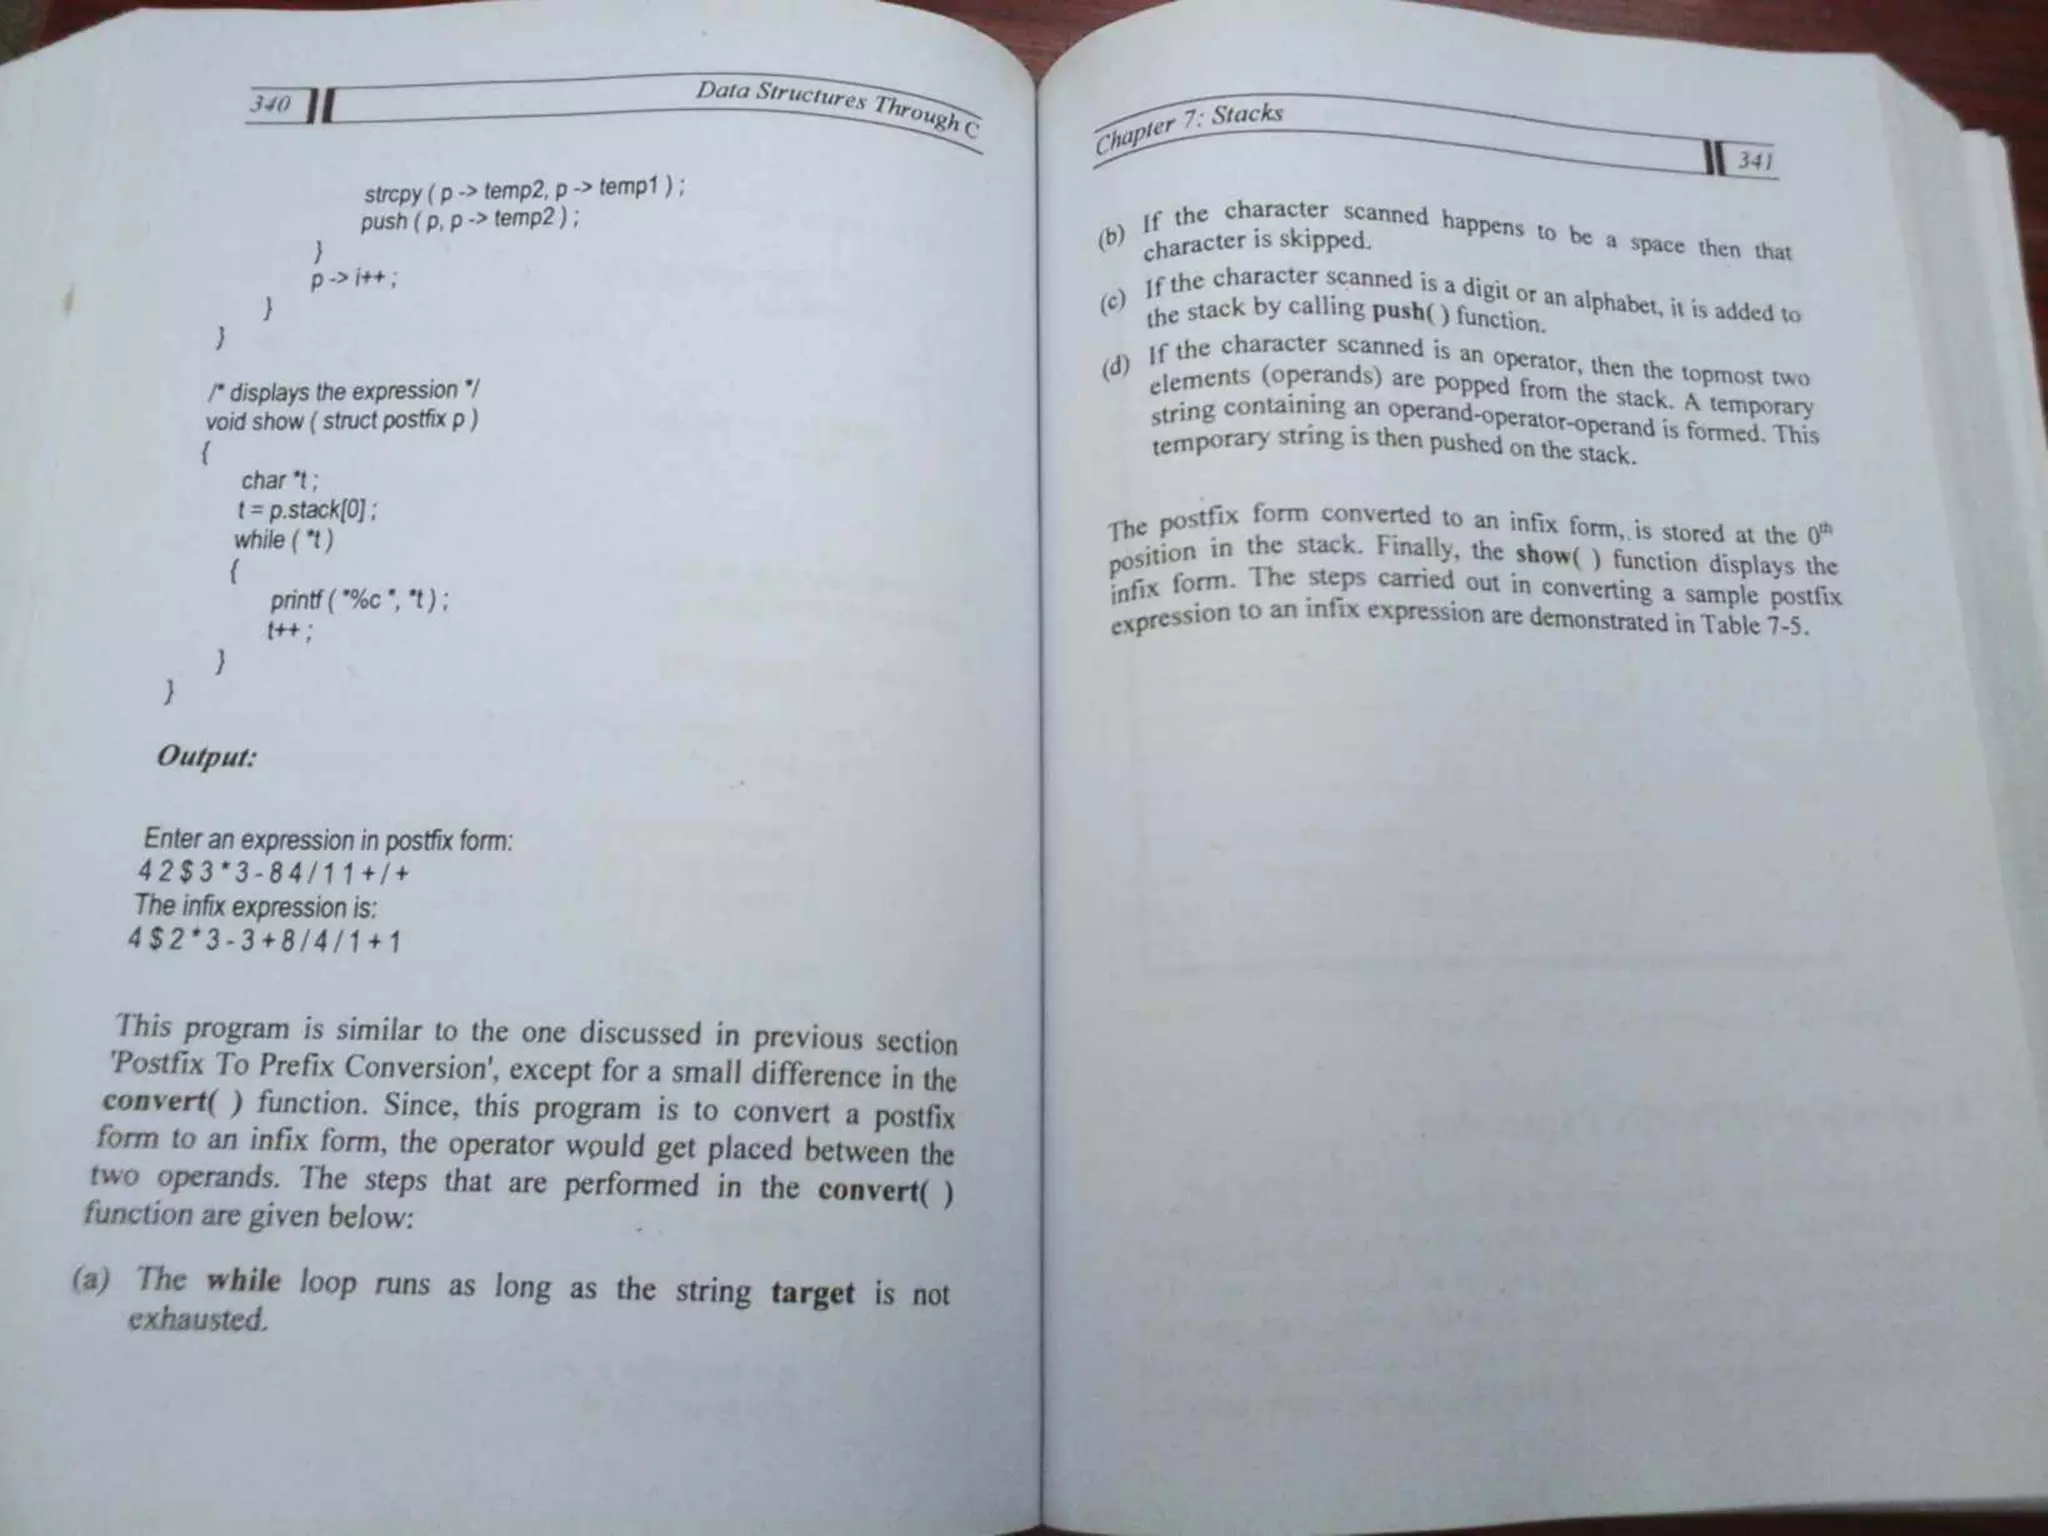 340 Data Structures Through C
strcpy ( p -> temp2, p -> temp1 ) ;
push ( p, p -> temp2 ) ;
}
p -> i++ ;
}
}
/* displays the expression */
void show ( struct postfix p )
{
char *t ;
t = p.stack[0] ;
while ( *t )
{
printf ( "%c ", *t ) ;
t++ ;
}
}
Output:
Enter an expression in postfix form:
4 2 $ 3 * 3 - 8 4 / 1 1 + / +
The infix expression is:
4 $ 2 * 3 - 3 + 8 / 4 / 1 + 1
This program is similar to the one discussed in previous section
'Postfix To Prefix Conversion', except for a small difference in the
convert( ) function. Since, this program is to convert a postfix
form to an infix form, the operator would get placed between the
two operands. The steps that are performed in the convert( )
function are given below:
(a) The while loop runs as long as the string target is not
exhausted.
Chapter 7: Stacks 341
(b) If the character scanned happens to be a space then that
character is skipped.
(c) If the character scanned is a digit or an alphabet, it is added to
the stack by calling push( ) function.
(d) If the character scanned is an operator, then the topmost two
elements (operands) are popped from the stack. A temporary
string containing an operand-operator-operand is formed. This
temporary string is then pushed on the stack.
The postfix form converted to an infix form, is stored at the 0th
position in the stack. Finally, the show( ) function displays the
infix form. The steps carried out in converting a sample postfix
expression to an infix expression are demonstrated in Table 7-5.